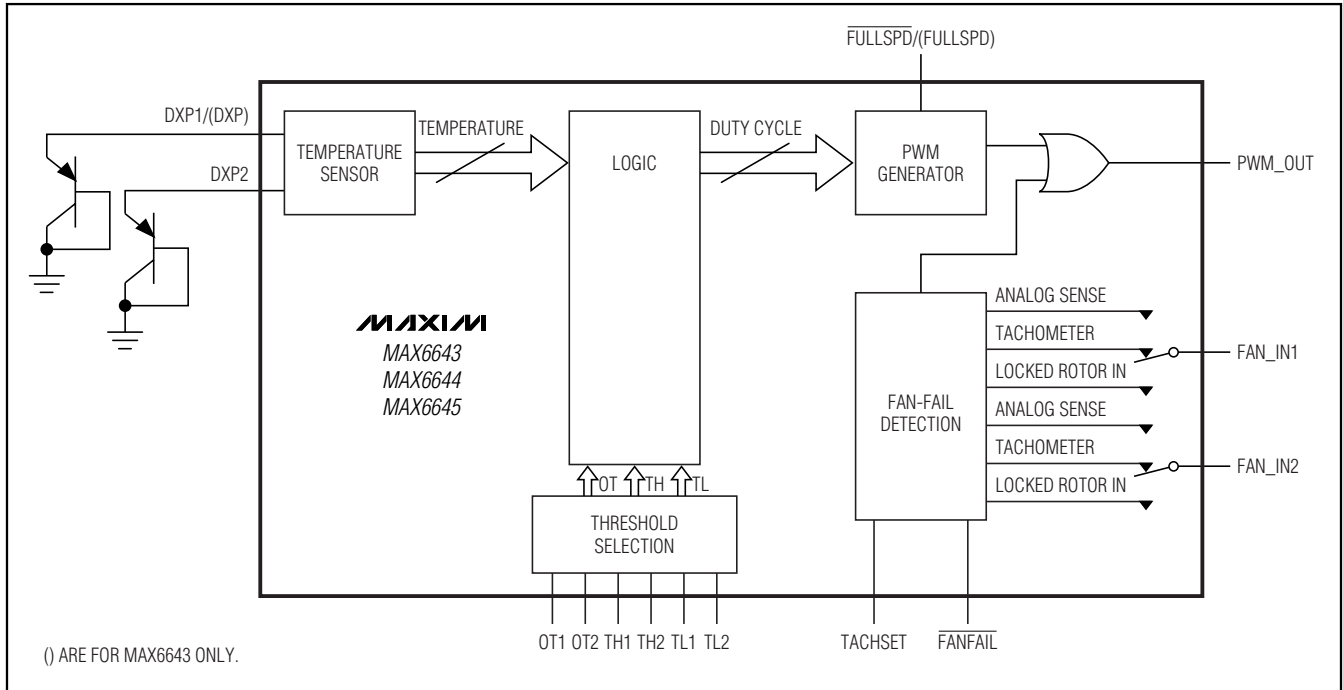 FULLSPD/(FULLSPD)
DXP1/(DXP)
DXP2
TEMPERATURE
SENSOR
TEMPERATURE
LOGIC
DUTY CYCLE
PWM
GENERATOR
PWM_OUT
MAXIM
MAX6643
MAX6644
MAX6645
FAN-FAIL
DETECTION
ANALOG SENSE
TACHOMETER
LOCKED ROTOR IN
ANALOG SENSE
TACHOMETER
LOCKED ROTOR IN
FAN_IN1
FAN_IN2
OT
TH
TL
THRESHOLD
SELECTION
OT1 OT2 TH1 TH2 TL1 TL2
TACHSET
FANFAIL
() ARE FOR MAX6643 ONLY.